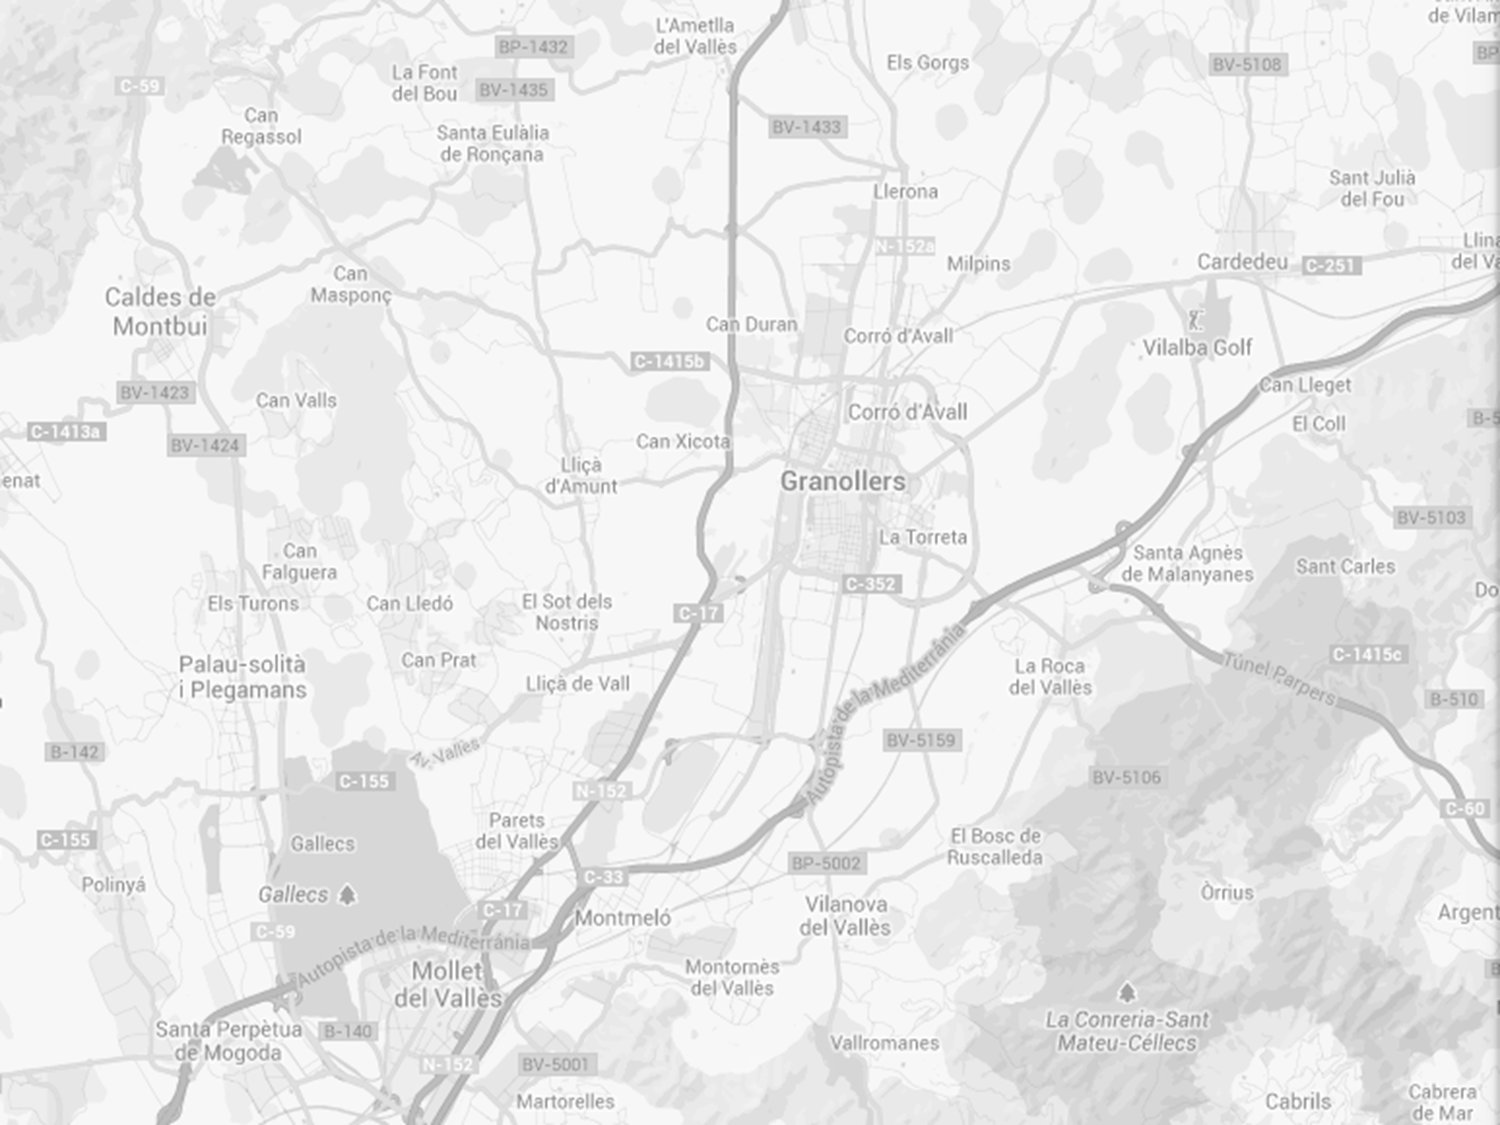 L'Ametlla
del Vallès
de Vilam
BP-1432
Els Gorgs
BV-5108
BP
La Font
del Bou
C-59
BV-1435
Can
Regassol
BV-1433
Santa Eulàlia
de Ronçana
Sant Julià
del Fou
Llerona
N-152a
Milpins
Cardedeu
C-251
Llina
del Va
Can
Masponç
Caldes de
Montbui
Can Duran
Corró d'Avall
Vilalba Golf
C-1415b
BV-1423
Can Valls
Can Lleget
Corró d'Avall
El Coll
B-5
C-1413a
BV-1424
Can Xicota
enat
Lliçà
d'Amunt
Granollers
BV-5103
La Torreta
Can
Falguera
Santa Agnès
de Malanyanes
Sant Carles
C-352
Do
Els Turons
Can Lledó
El Sot dels
Nostris
C-17
Palau-solità
i Plegamans
Can Prat
Lliçà de Vall
Autopista de la Mediterránia
La Roca
del Vallès
C-1415c
Túnel Parpers
B-510
B-142
Av. Vallès
BV-5159
C-155
N-152
BV-5106
C-60
C-155
Gallecs
Parets
del Vallès
El Bosc de
Ruscalleda
BP-5002
Polinyá
Gallecs
C-33
Òrrius
C-17
Montmeló
Vilanova
del Vallès
Argent
C-59
Autopista de la Mediterránia
Mollet
del Vallès
Montornès
del Vallès
B
La Conreria-Sant
Mateu-Céllecs
Santa Perpètua
de Mogoda
B-140
Vallromanes
N-152
BV-5001
Martorelles
Cabrils
Cabrera
de Mar